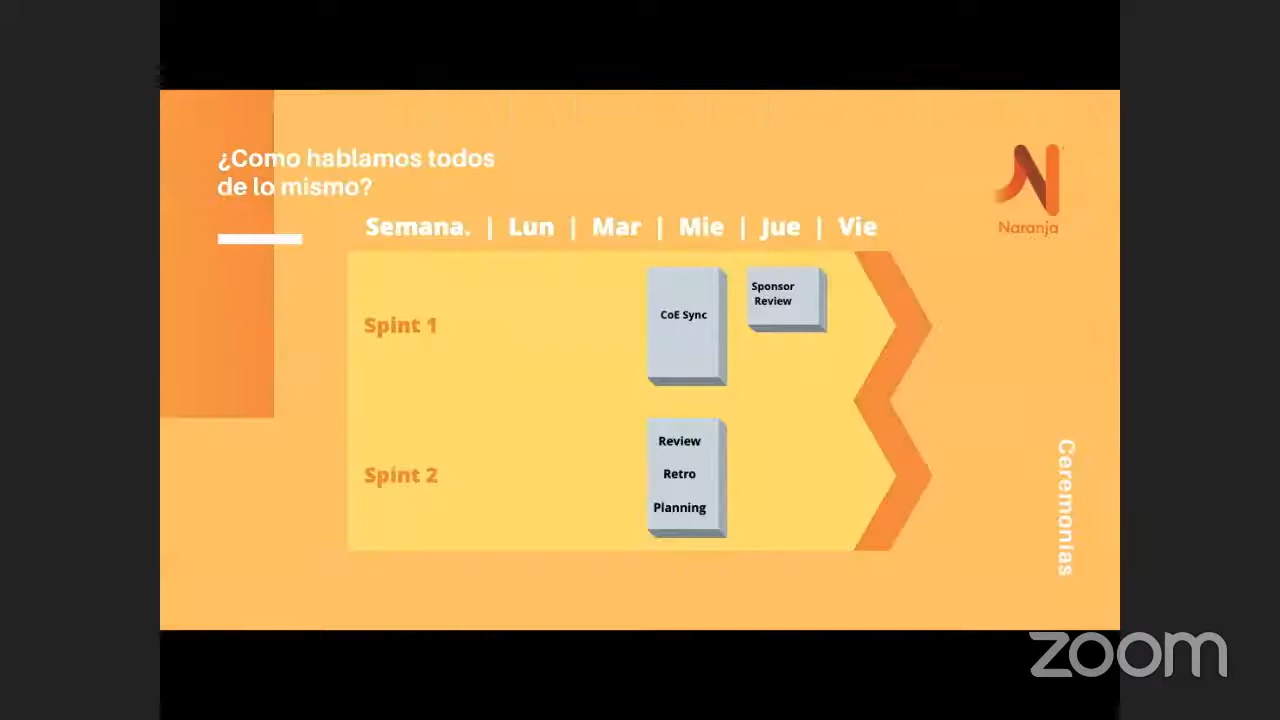 ¿Como hablamos todos
de lo mismo?
Naranja
Semana. | Lun | Mar | Mie | Jue | Vie
Spint 1
CoE Sync
Sponsor
Review
Spint 2
Review
Retro
Planning
Ceremonias
zoom